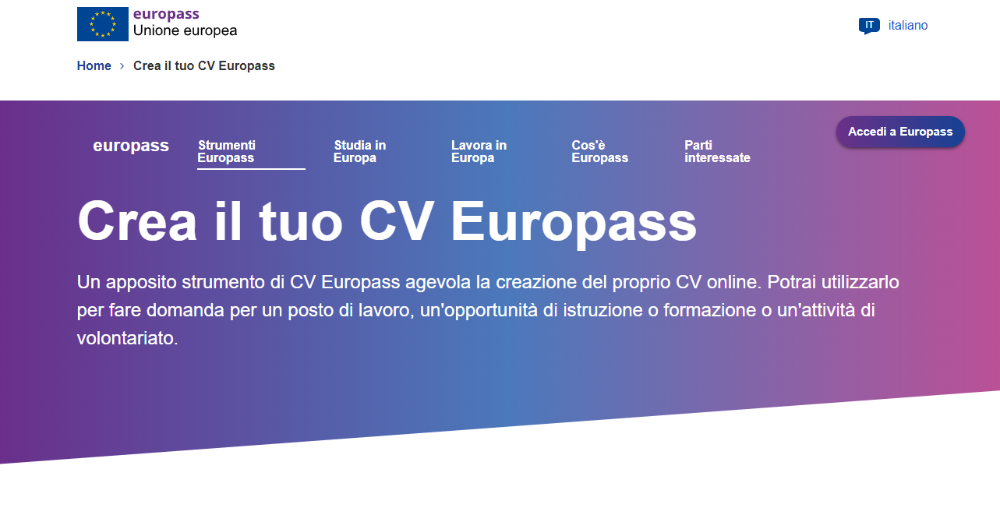 europass
Unione europea
IT italiano
Home > Crea il tuo CV Europass
Accedi a Europass
europass
Strumenti
Europass
Studia in
Europa
Lavora in
Europa
Cos'è
Europass
Parti
interessate
Crea il tuo CV Europass
Un apposito strumento di CV Europass agevola la creazione del proprio CV online. Potrai utilizzarlo
per fare domanda per un posto di lavoro, un'opportunità di istruzione o formazione o un'attività di
volontariato.